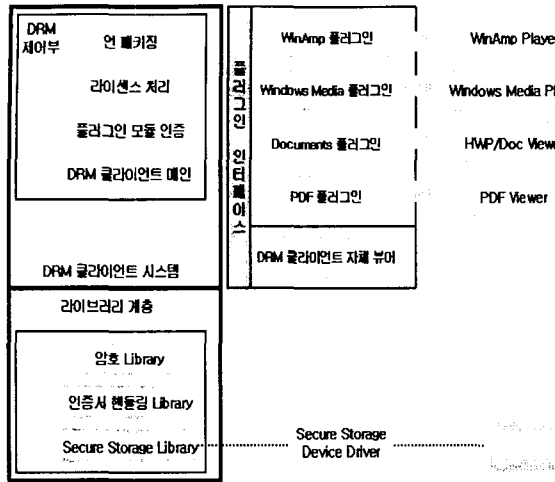 DRM
제어부
언 패키징
라이센스 처리
플러그인 모듈 인증
DRM 클라이언트 메인
DRM 클라이언트 시스템
라이브러리 계층
암호 Library
인증서 핸들링 Library
Secure Storage Library
플러그인 인터페이스
WinAmp 플러그인
Windows Media 플러그인
Documents 플러그인
PDF 플러그인
DRM 클라이언트 자체 뷰어
WinAmp Playe
Windows Media Pl
HWP/Doc Viewe
PDF Viewer
Secure Storage
Device Driver